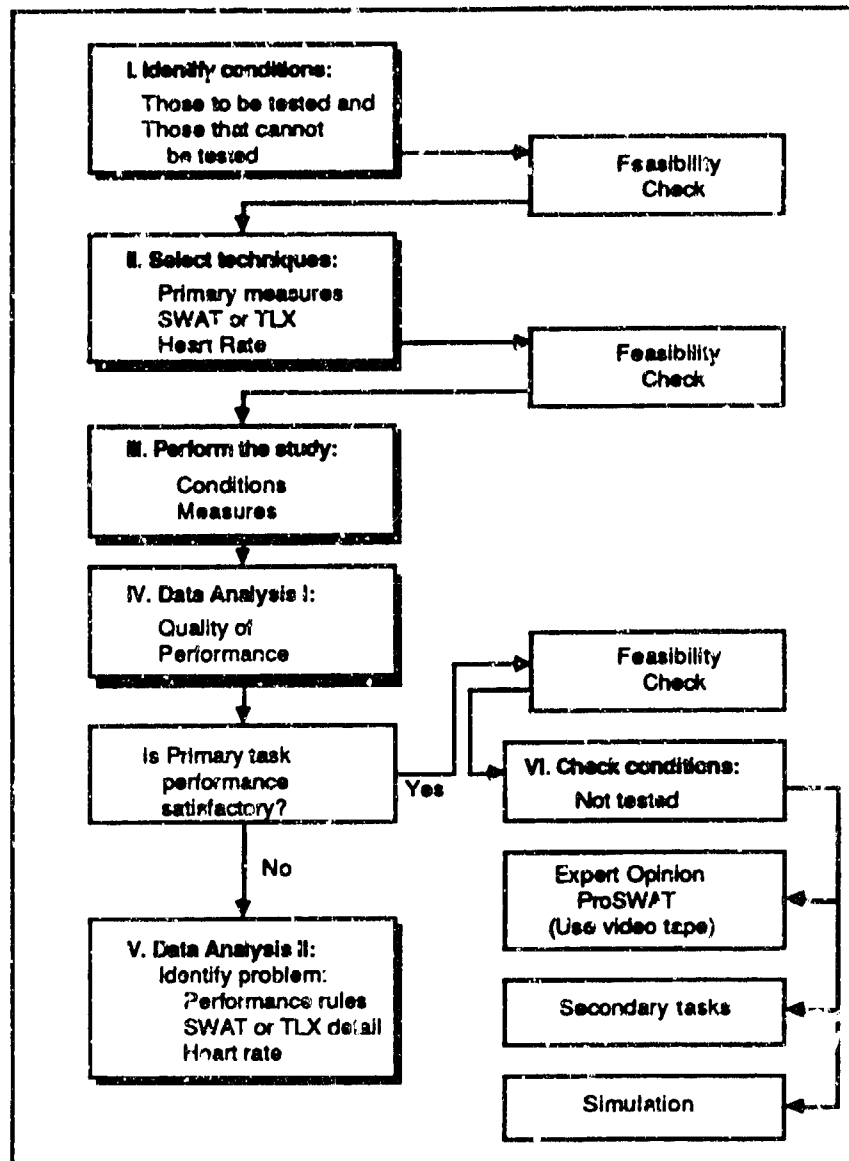 I. Identify conditions:
Those to be tested and
Those that cannot
be tested
Feasibility
Check
II. Select techniques:
Primary measures
SWAT or TLX
Heart Rate
Feasibility
Check
III. Perform the study:
Conditions
Measures
IV. Data Analysis I:
Quality of
Performance
Feasibility
Check
Is Primary task
performance
satisfactory?
Yes
No
VI. Check conditions:
Not tested
Expert Opinion
ProSWAT
(Use video tape)
Secondary tasks
Simulation
V. Data Analysis II:
Identify problem:
Performance rules
SWAT or TLX detail
Heart rate